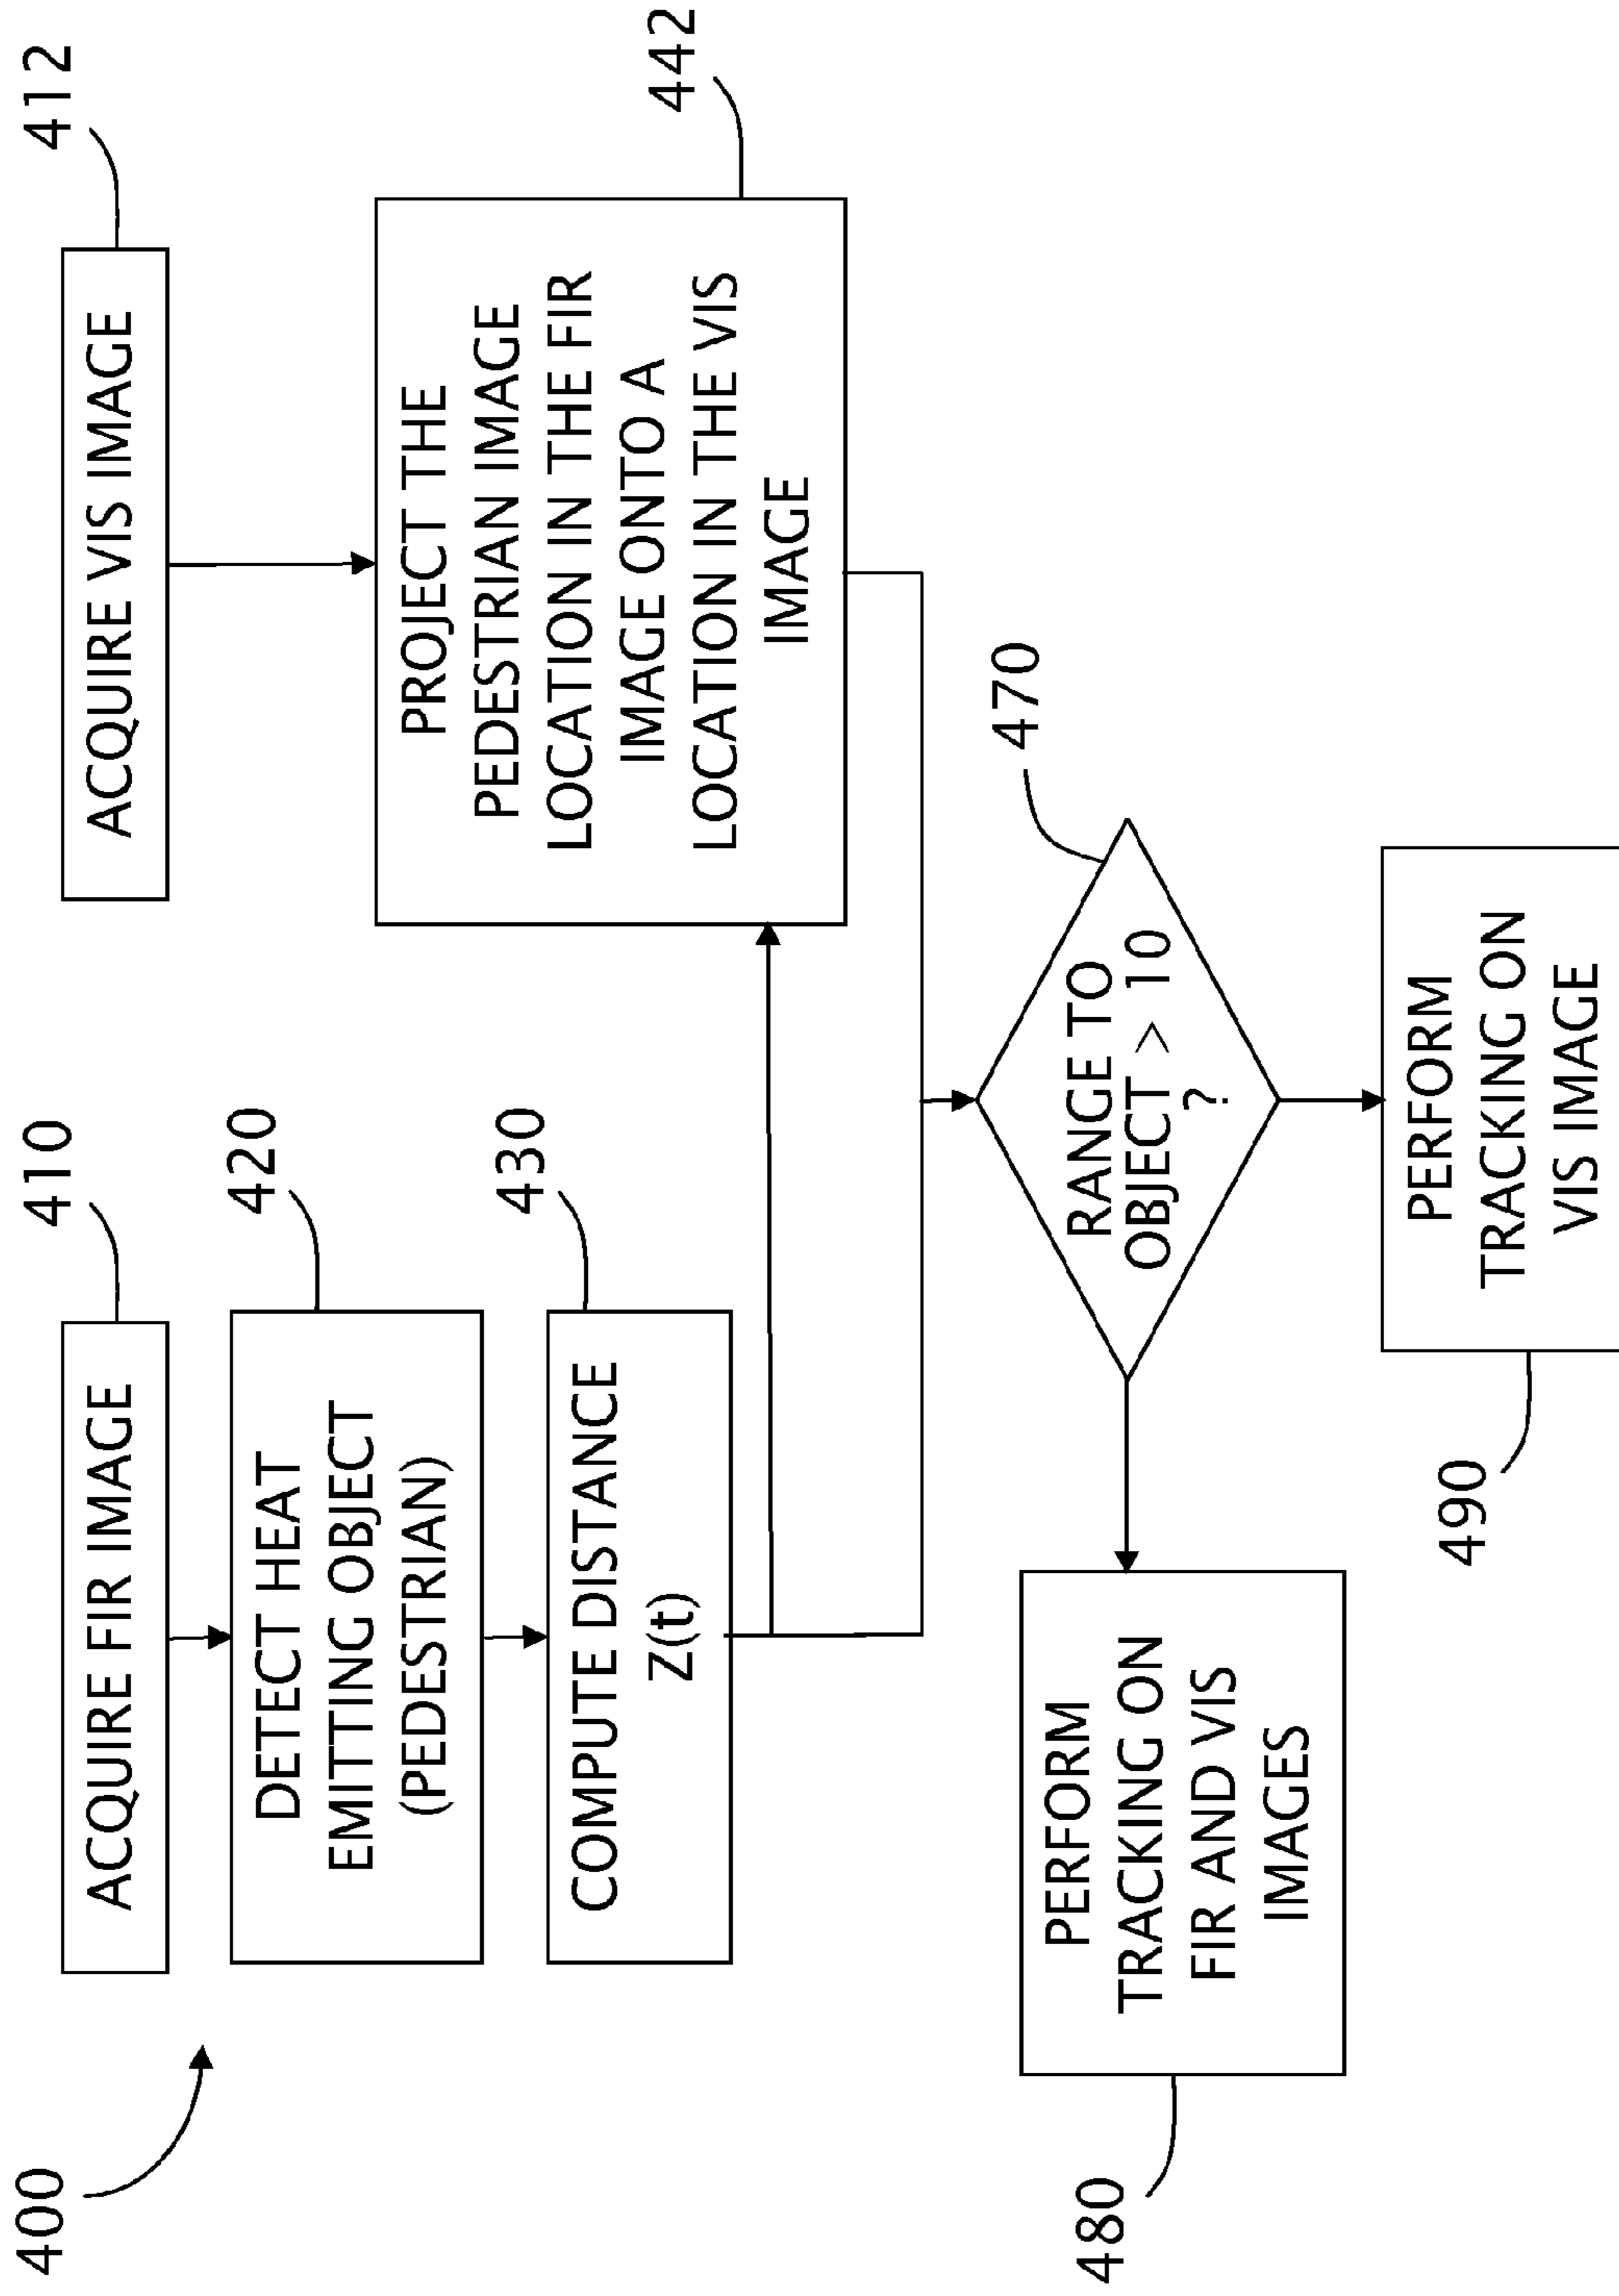 400
410
ACQUIRE FIR IMAGE
412
ACQUIRE VIS IMAGE
420
DETECT HEAT
EMITTING OBJECT
(PEDESTRIAN)
430
COMPUTE DISTANCE
Z(t)
442
PROJECT THE
PEDESTRIAN IMAGE
LOCATION IN THE FIR
IMAGE ONTO A
LOCATION IN THE VIS
IMAGE
470
RANGE TO
OBJECT > 10
?
480
PERFORM
TRACKING ON
FIR AND VIS
IMAGES
490
PERFORM
TRACKING ON
VIS IMAGE